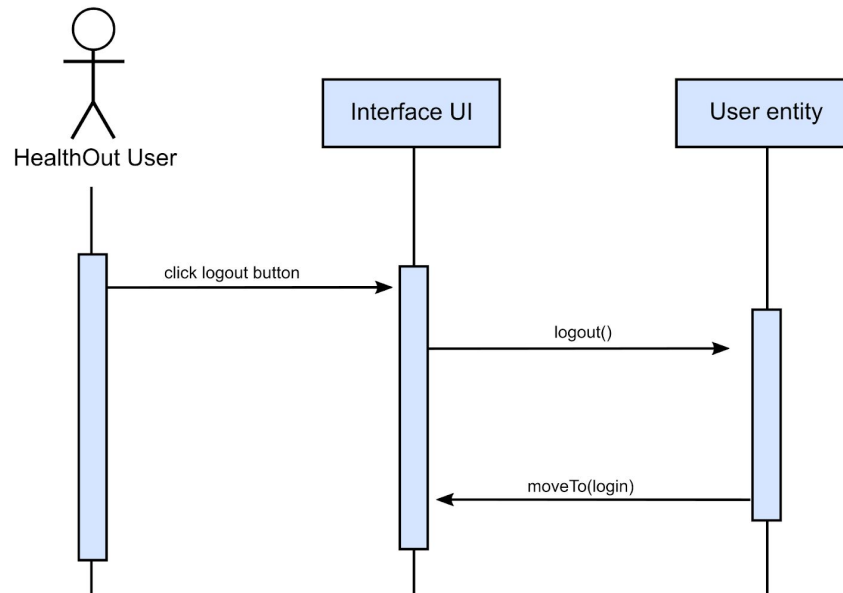 Interface UI
User entity
HealthOut User
click logout button
logout()
moveTo(login)